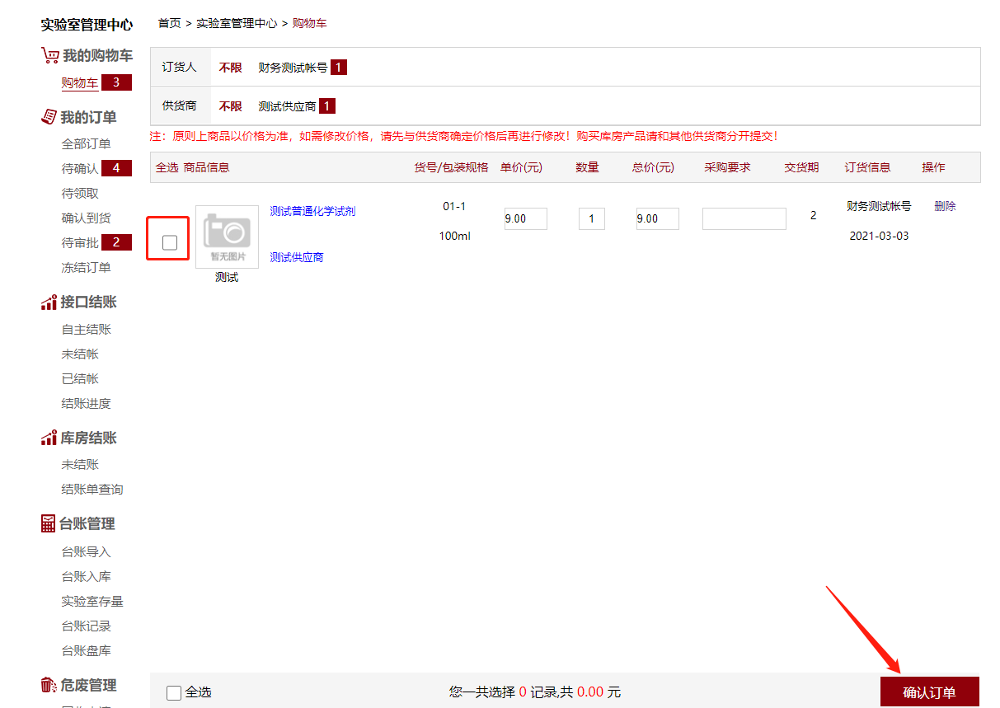 实验室管理中心
首页 > 实验室管理中心 > 购物车
我的购物车
购物车 3
我的订单
全部订单
待确认 4
待领取
确认到货
待审批 2
冻结订单
接口结账
自主结账
未结帐
已结帐
结账进度
库房结账
未结账
结账单查询
台账管理
台账导入
台账入库
实验室存量
台账记录
台账盘库
危废管理
订货人 不限 财务测试帐号 1
供货商 不限 测试供应商 1
注：原则上商品以价格为准，如需修改价格，请先与供货商确定价格后再进行修改！购买库房产品请和其他供货商分开提交！
全选 商品信息 货号/包装规格 单价(元) 数量 总价(元) 采购要求 交货期 订货信息 操作
暂无图片
测试
测试普通化学试剂
测试供应商
01-1
100ml
9.00
1
9.00
2
财务测试帐号
2021-03-03
删除
全选 您一共选择 0 记录,共 0.00 元 确认订单